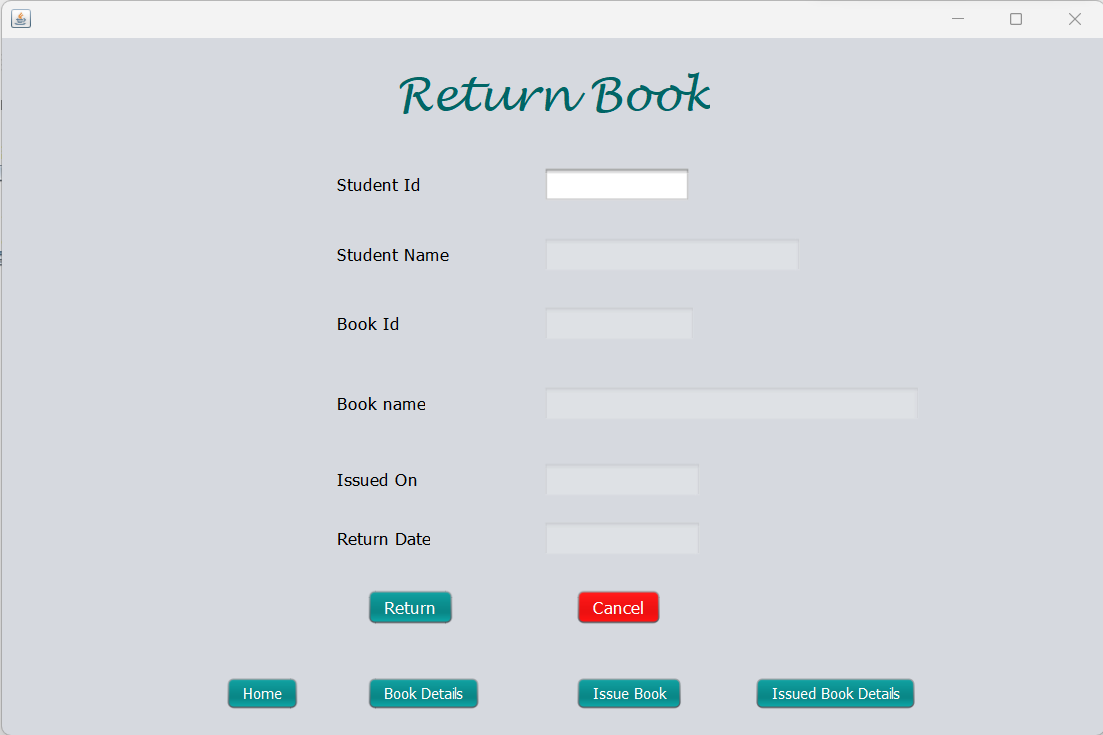 Return Book
Student Id
Student Name
Book Id
Book name
Issued On
Return Date
Return Cancel
Home Book Details Issue Book Issued Book Details